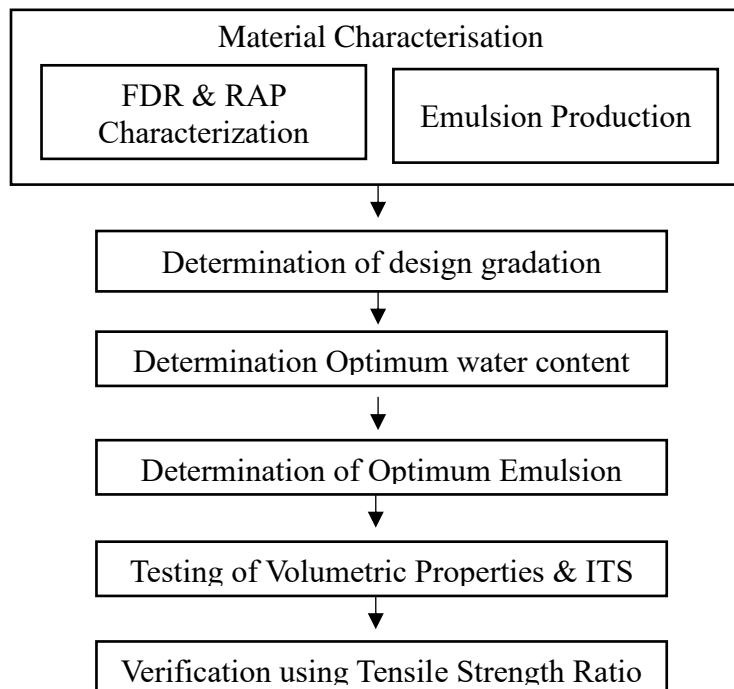 Material Characterisation
FDR & RAP
Characterization
Emulsion Production
Determination of design gradation
Determination Optimum water content
Determination of Optimum Emulsion
Testing of Volumetric Properties & ITS
Verification using Tensile Strength Ratio